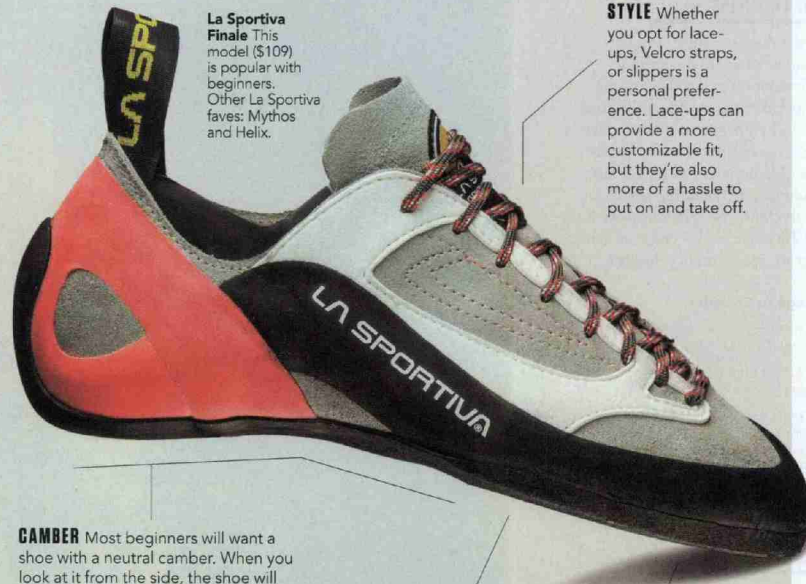 La Sportiva
Finale This
model ($109)
is popular with
beginners.
Other La Sportiva
faves: Mythos
and Helix.
STYLE Whether
you opt for lace-
ups, Velcro straps,
or slippers is a
personal prefer-
ence. Lace-ups can
provide a more
customizable fit,
but they're also
more of a hassle to
put on and take off.
LA SPO
LA SPORTIVA®
CAMBER Most beginners will want a
shoe with a neutral camber. When you
look at it from the side, the shoe will